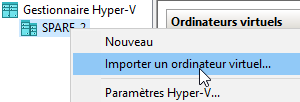 Gestionnaire Hyper-V
SPARE-2
Ordinateurs virtuels
Nouveau
Importer un ordinateur virtuel...
Paramètres Hyper-V...